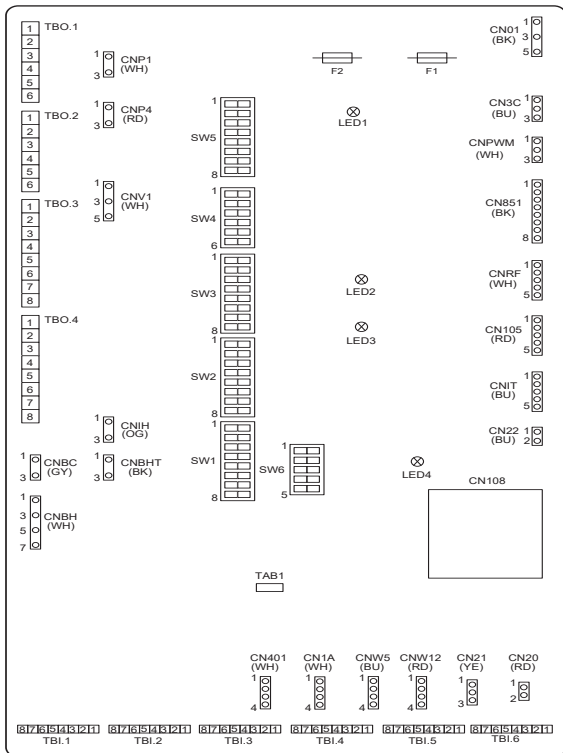 TBO.1
1
2
3
4
5
6
TBO.2
1
2
3
4
5
6
TBO.3
1
2
3
4
5
6
7
8
TBO.4
1
2
3
4
5
6
7
8
1
CNP1
(WH)
3
1
CNP4
(RD)
3
1
CNV1
3
(WH)
5
1
CNIH
(OG)
3
1
CNBC
(GY)
3
1
CNBHT
(BK)
3
1
CNBH
3
(WH)
5
7
1
SW5
8
1
SW4
6
1
SW3
8
1
SW2
8
1
SW1
8
1
SW6
5
F2
F1
LED1
LED2
LED3
LED4
CN01
(BK)
1
3
5
CN3C
(BU)
1
3
CNPWM
(WH)
1
3
CN851
(BK)
1
8
CNRF
(WH)
1
5
CN105
(RD)
1
5
CNIT
(BU)
1
5
CN22
(BU)
1
2
CN108
TAB1
CN401
(WH)
1
4
CN1A
(WH)
1
4
CNW5
(BU)
1
4
CNW12
(RD)
1
4
CN21
(YE)
1
3
CN20
(RD)
1
2
8 7 6 5 4 3 2 1
TBI.1
8 7 6 5 4 3 2 1
TBI.2
8 7 6 5 4 3 2 1
TBI.3
8 7 6 5 4 3 2 1
TBI.4
8 7 6 5 4 3 2 1
TBI.5
8 7 6 5 4 3 2 1
TBI.6